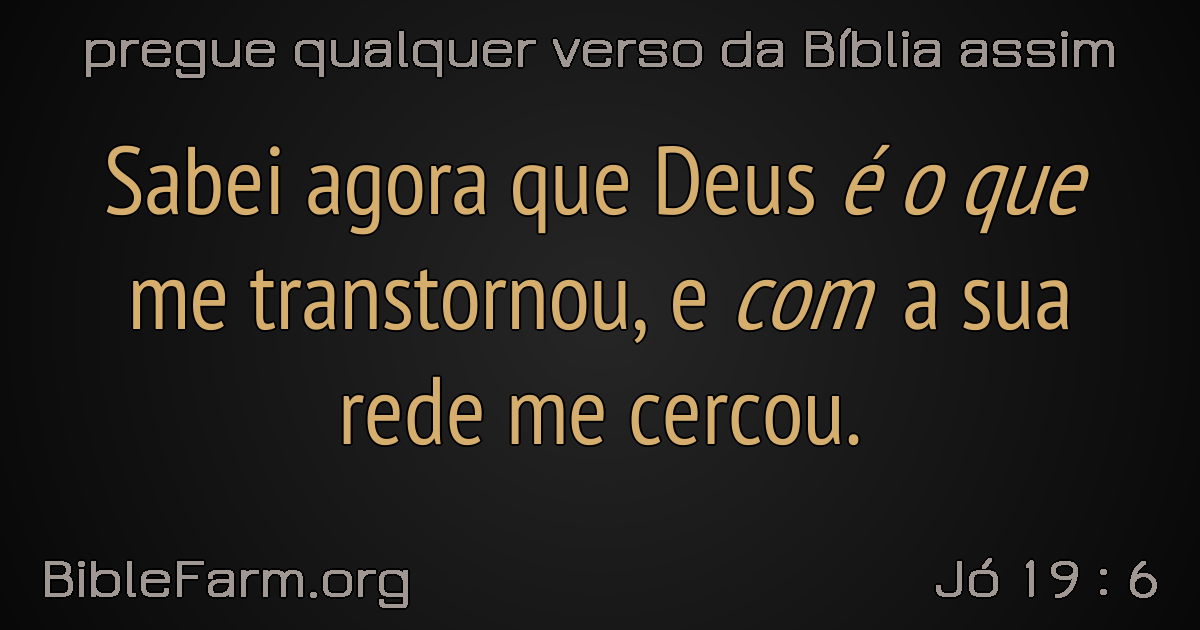 pregue qualquer verso da Bíblia assim
Sabei agora que Deus é o que
me transtornou, e com a sua
rede me cercou.
BibleFarm.org
Jó 19 : 6